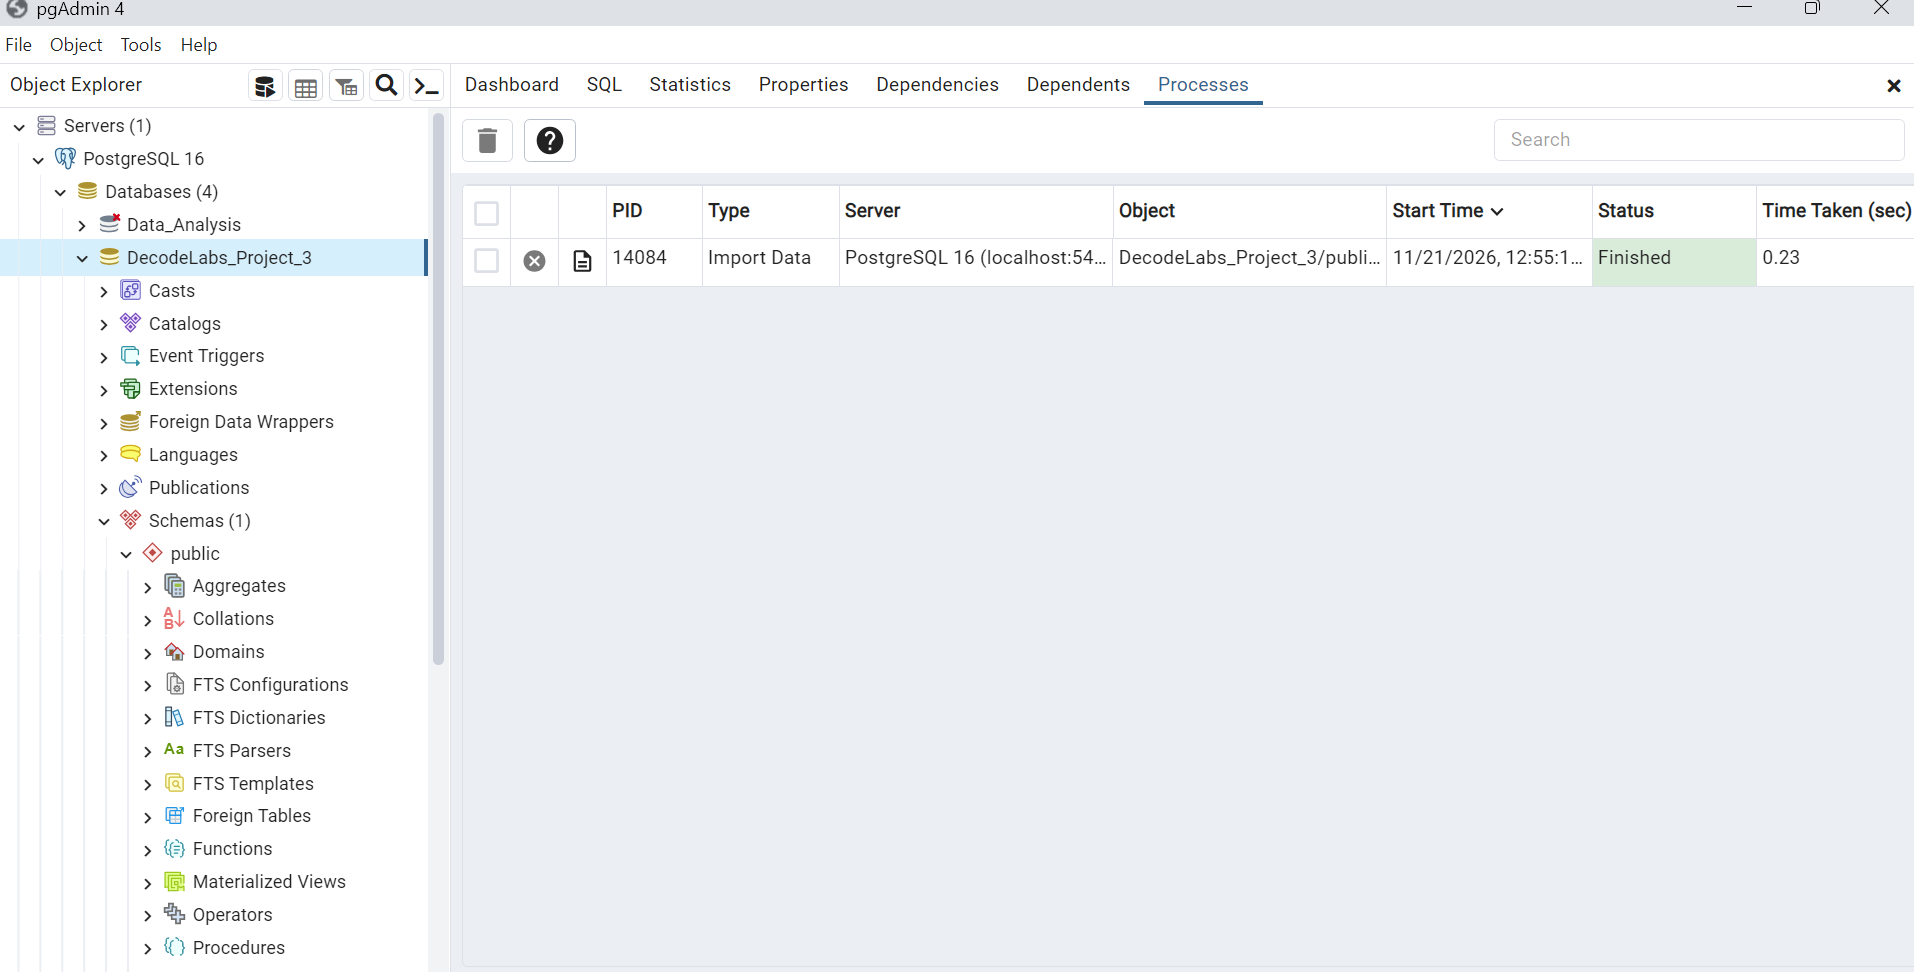 pgAdmin 4
File Object Tools Help
Object Explorer
Dashboard SQL Statistics Properties Dependencies Dependents Processes
Servers (1)
PostgreSQL 16
Databases (4)
Data_Analysis
DecodeLabs_Project_3
Casts
Catalogs
Event Triggers
Extensions
Foreign Data Wrappers
Languages
Publications
Schemas (1)
public
Aggregates
Collations
Domains
FTS Configurations
FTS Dictionaries
Aa FTS Parsers
FTS Templates
Foreign Tables
Functions
Materialized Views
Operators
Procedures
Search
PID Type Server Object Start Time Status Time Taken (sec)
14084 Import Data PostgreSQL 16 (localhost:54... DecodeLabs_Project_3/publi... 11/21/2026, 12:55:1... Finished 0.23